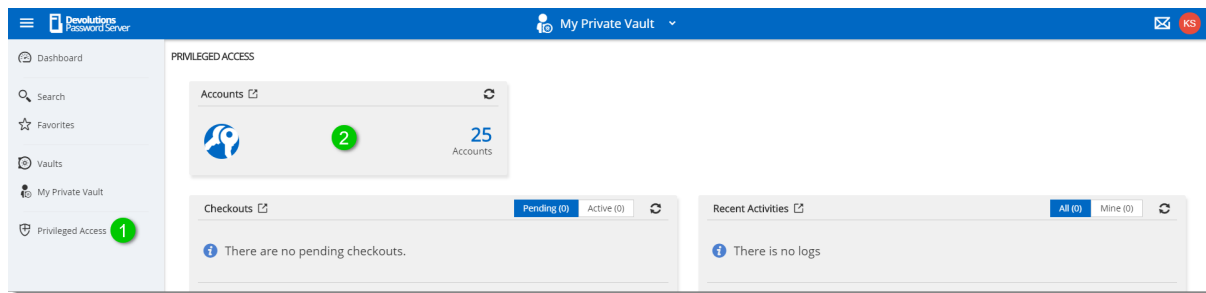 Devolutions
Password Server
My Private Vault
KS
Dashboard
Search
Favorites
Vaults
My Private Vault
Privileged Access
1
PRIVILEGED ACCESS
Accounts
2
25
Accounts
Checkouts
Pending (0)
Active (0)
There are no pending checkouts.
Recent Activities
All (0)
Mine (0)
There is no logs